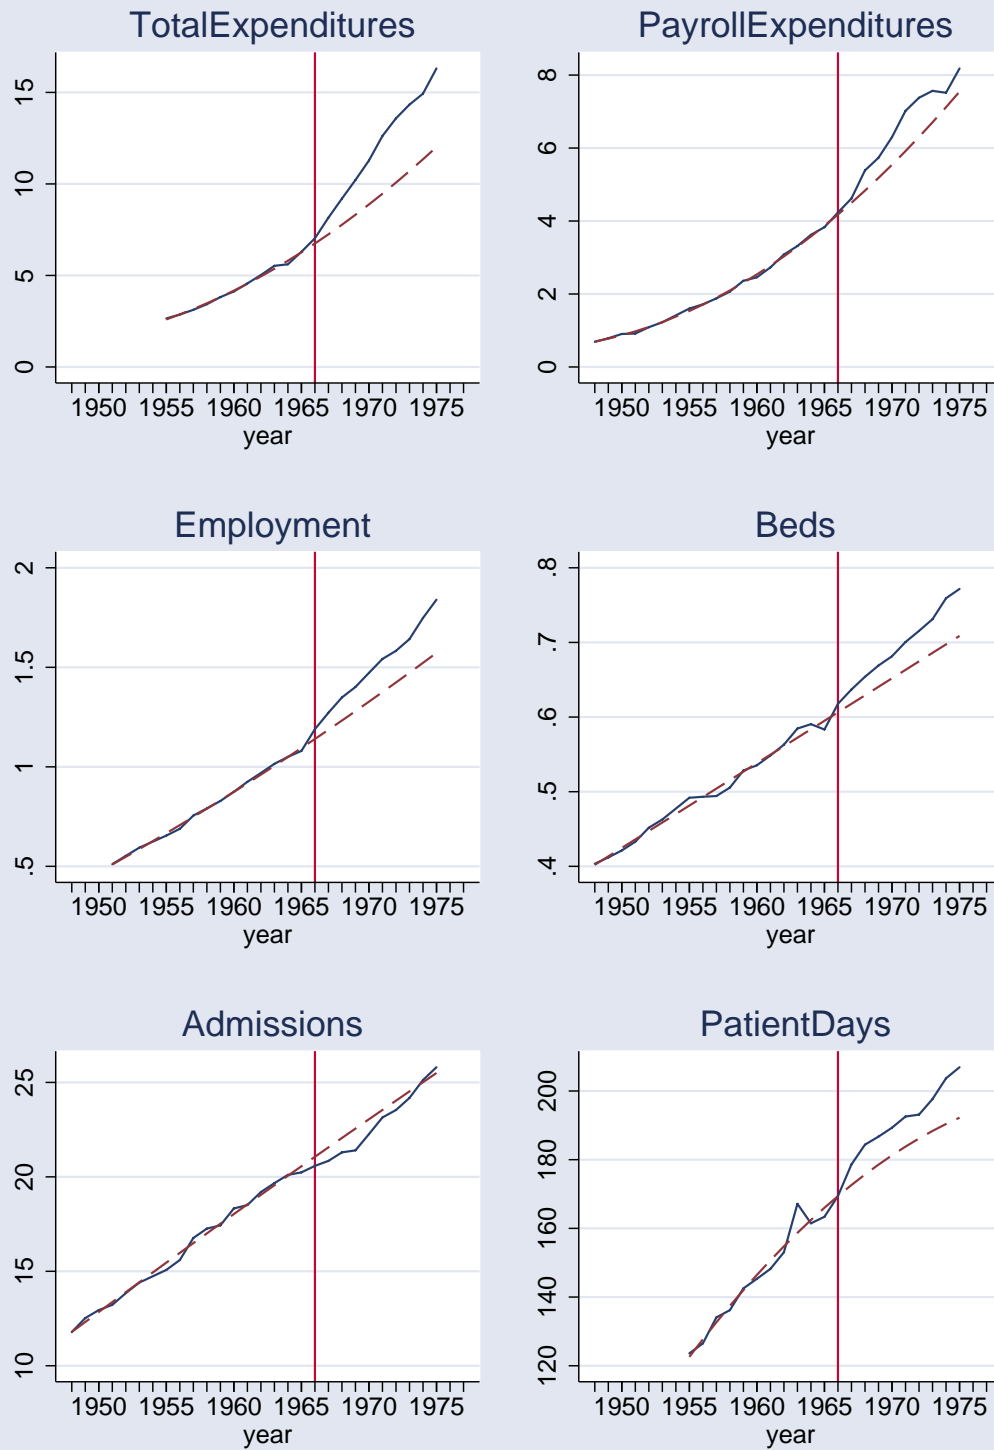 TotalExpenditures
15
10
5
0
1950 1955 1960 1965 1970 1975
year
PayrollExpenditures
8
6
4
2
0
1950 1955 1960 1965 1970 1975
year
Employment
2
1.5
1
.5
1950 1955 1960 1965 1970 1975
year
Beds
.8
.7
.6
.5
.4
1950 1955 1960 1965 1970 1975
year
Admissions
25
20
15
10
1950 1955 1960 1965 1970 1975
year
PatientDays
200
180
160
140
120
1950 1955 1960 1965 1970 1975
year